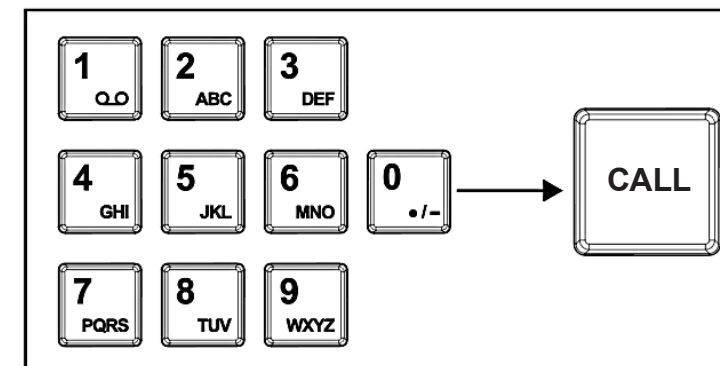 1 2 ABC 3 DEF
4 GHI 5 JKL 6 MNO 0 •/– CALL
7 PQRS 8 TUV 9 WXYZ